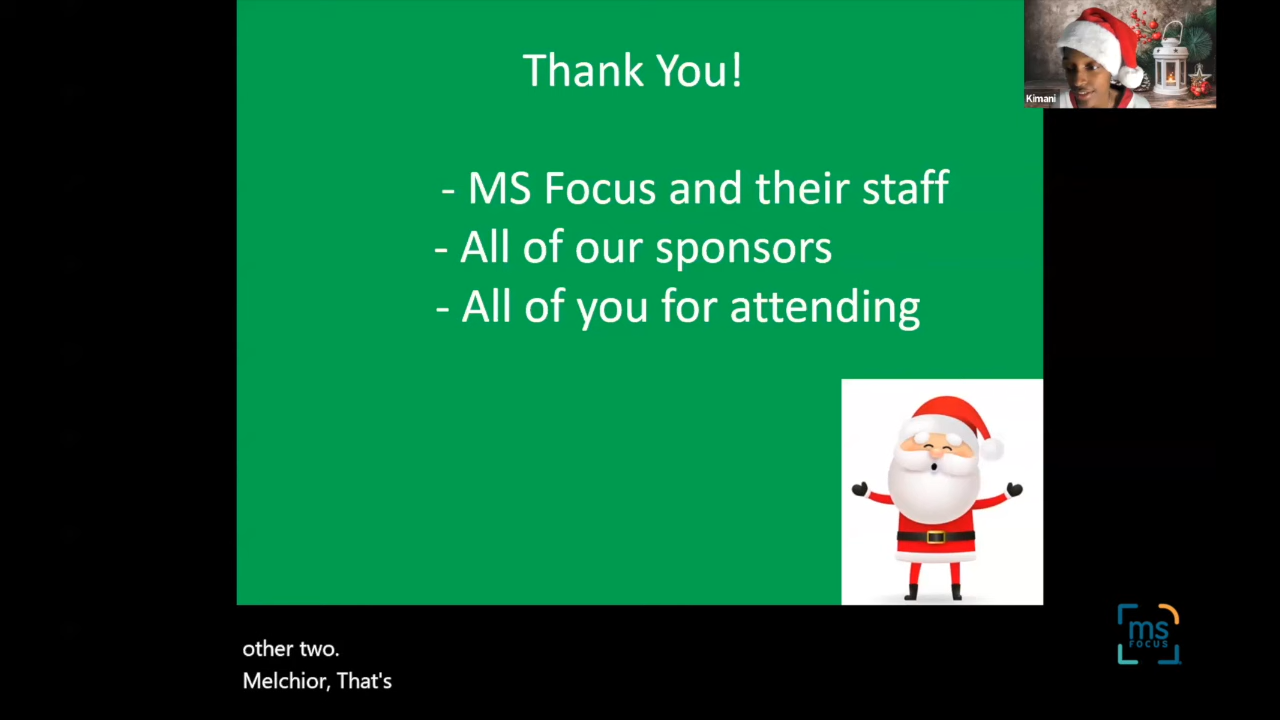 Thank You!
Kimani
- MS Focus and their staff
- All of our sponsors
- All of you for attending
ms
FOCUS
other two.
Melchior, That's